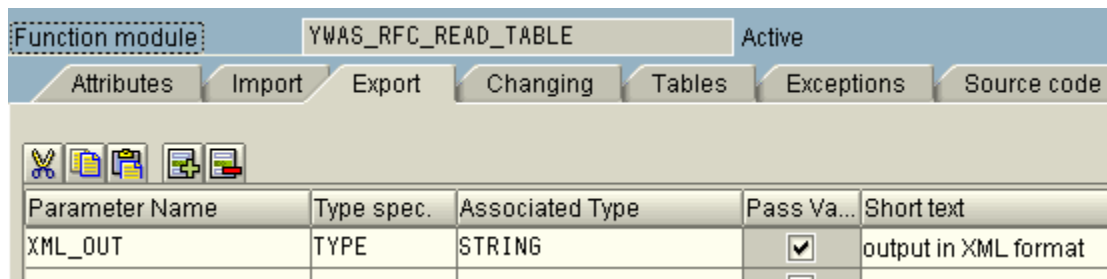 Function module YWAS_RFC_READ_TABLE Active
Attributes Import Export Changing Tables Exceptions Source code
Parameter Name Type spec. Associated Type Pass Va... Short text
XML_OUT TYPE STRING output in XML format